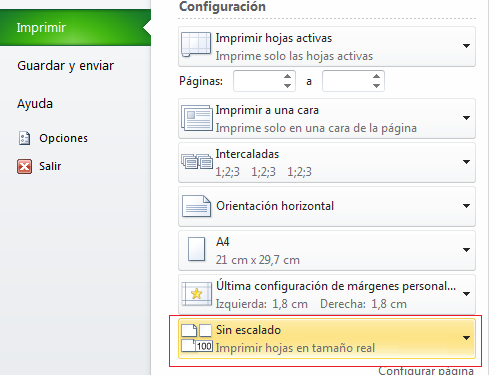 Configuración
Imprimir
Imprimir hojas activas
Imprime solo las hojas activas
Guardar y enviar
Páginas: a
Ayuda
Imprimir a una cara
Imprime solo en una cara de la página
Opciones
Salir
Intercaladas
1;2;3 1;2;3 1;2;3
Orientación horizontal
A4
21 cm x 29,7 cm
Última configuración de márgenes personal...
Izquierda: 1,8 cm Derecha: 1,8 cm
Sin escalado
100
Imprimir hojas en tamaño real
Configurar página